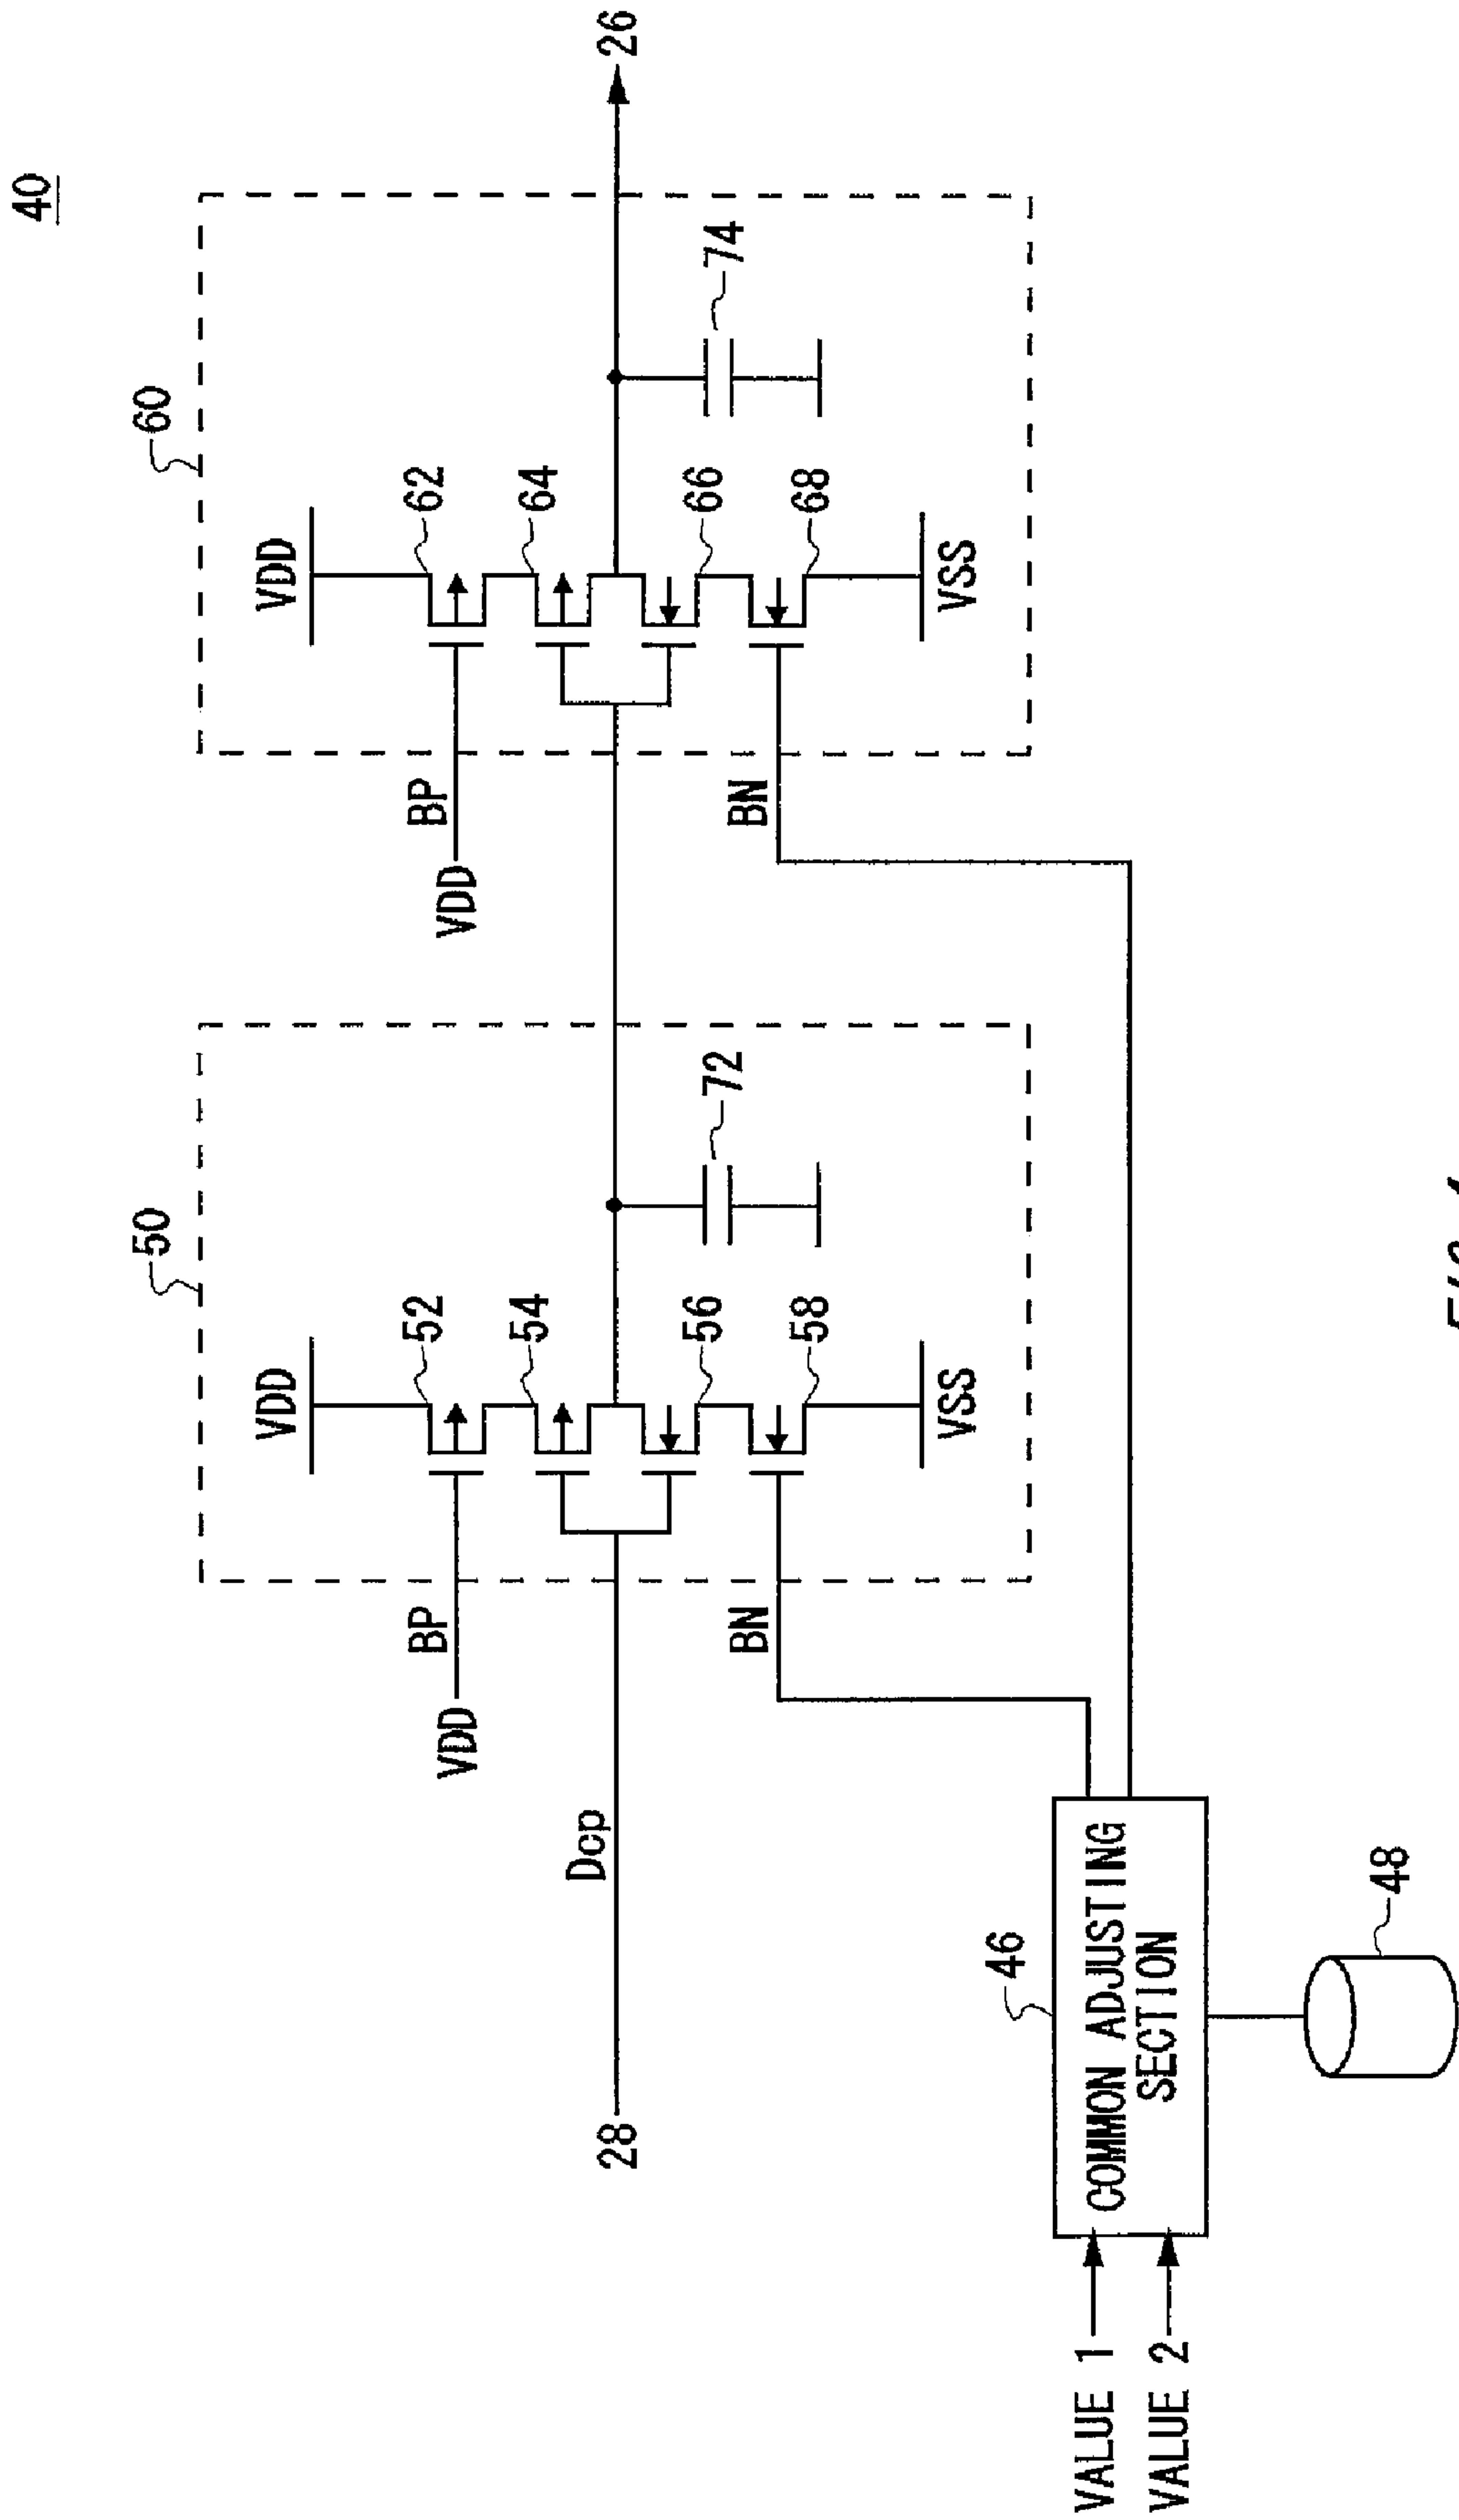 40
60
50
VDD
VDD
62
52
BP
VDD
BP
VDD
64
54
26
Dcp
28
66
56
74
72
BN
BN
68
58
VSS
VSS
46
COMMON ADJUSTING
SECTION
VALUE 1
VALUE 2
48